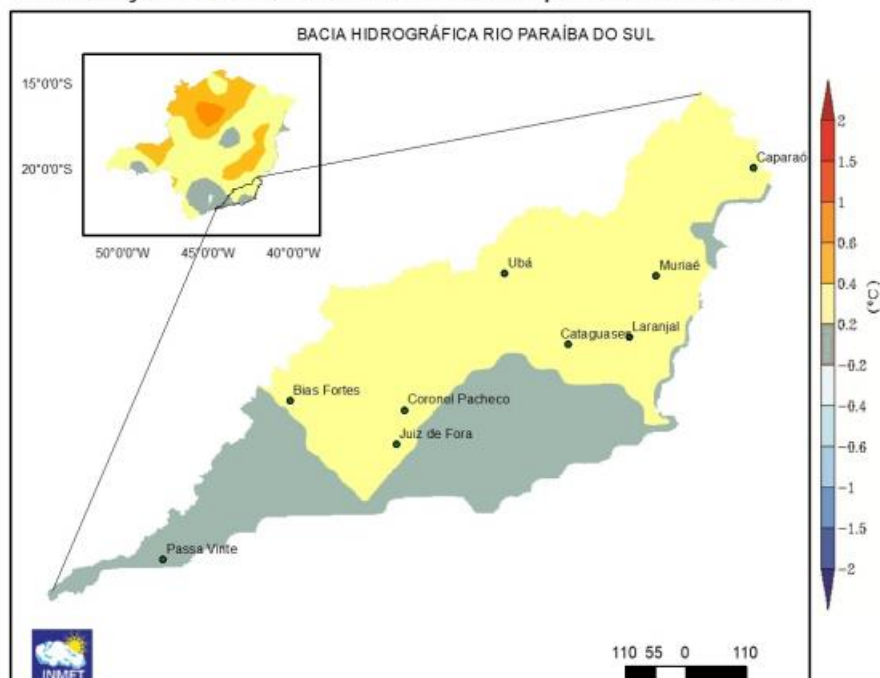 BACIA HIDROGRÁFICA RIO PARAÍBA DO SUL
15°0'0"S
20°0'0"S
50°0'0"W 45°0'0"W 40°0'0"W
Caparaó
Ubá
Muriaé
Cataguases
Laranjal
Bias Fortes
Coronel Pacheco
Juiz de Fora
Passa Vinte
2
1.5
1
0.8
0.4
0.2
-0.2
-0.4
-0.6
-1
-1.5
-2
(°C)
INMET
110 55 0 110